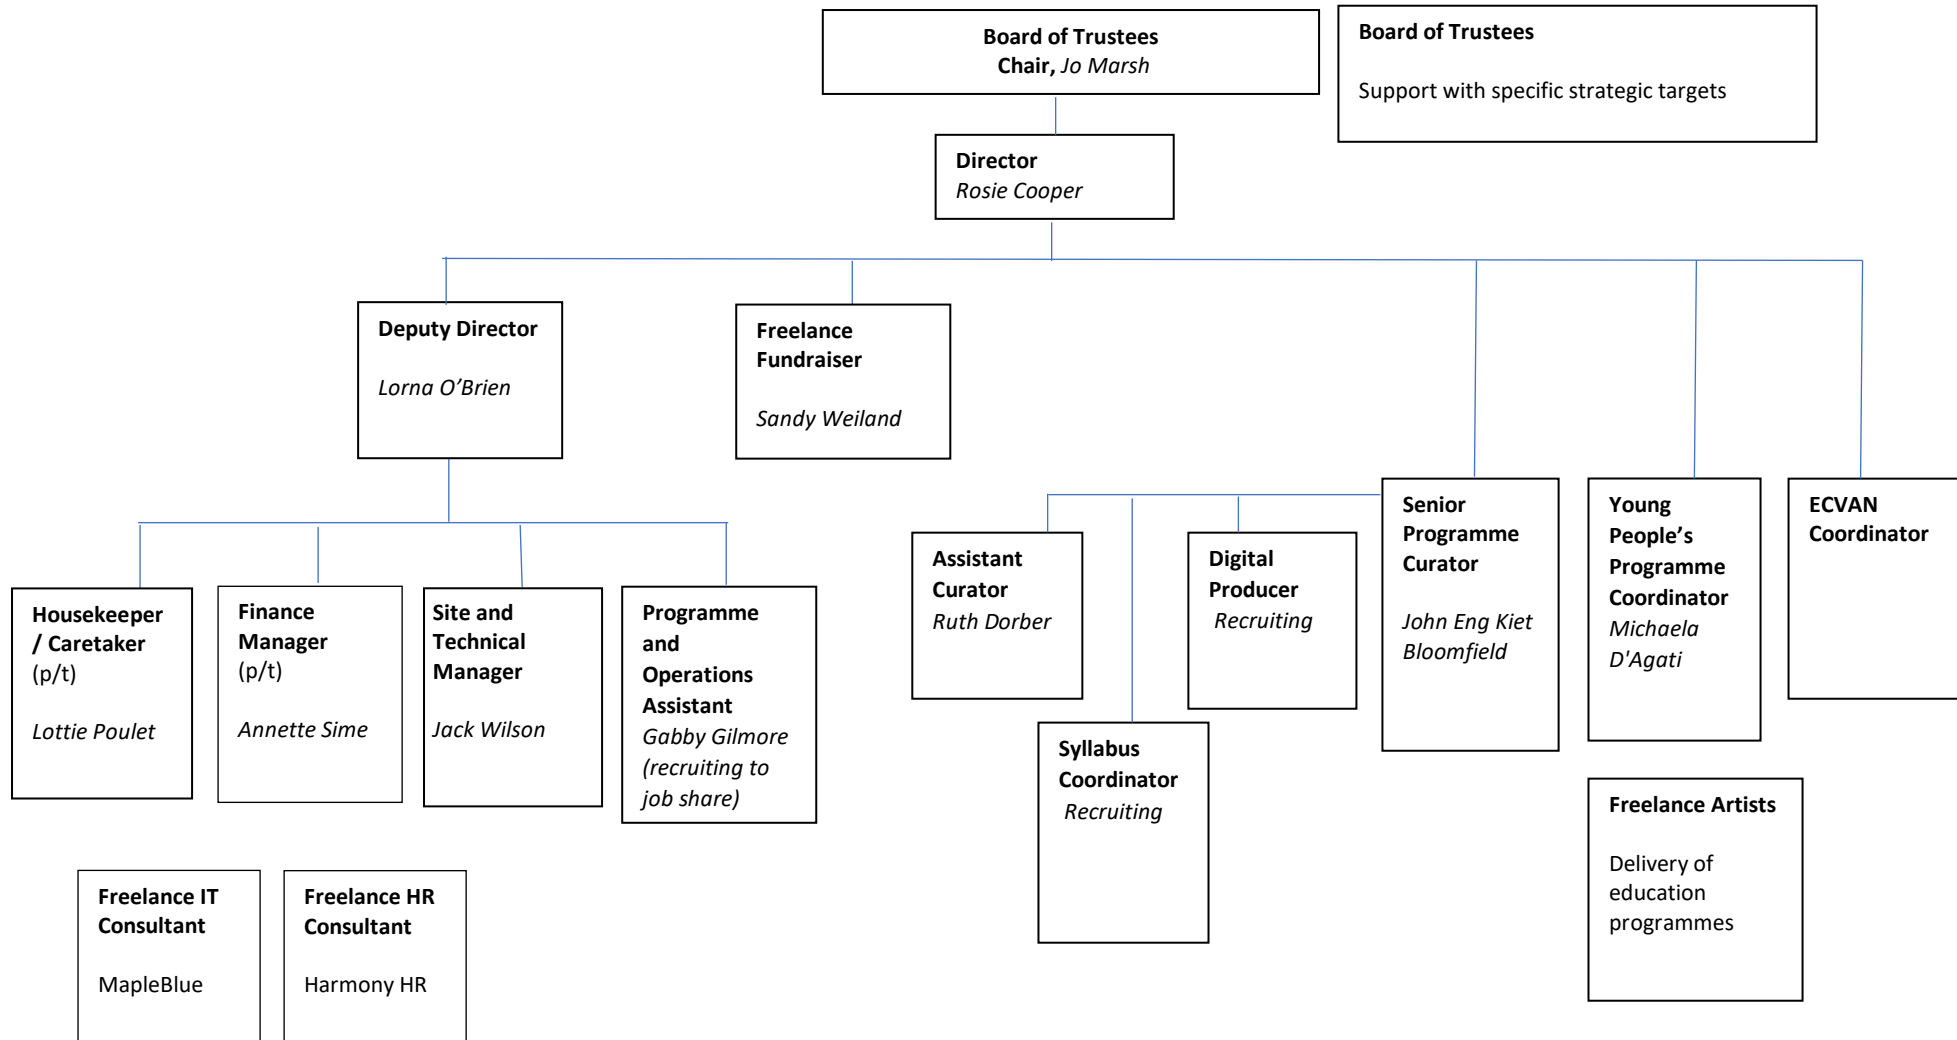 Board of Trustees
Chair, Jo Marsh
Board of Trustees
Support with specific strategic targets
Director
Rosie Cooper
Deputy Director
Lorna O’Brien
Freelance
Fundraiser
Sandy Weiland
Senior
Programme
Curator
John Eng Kiet
Bloomfield
Young
People’s
Programme
Coordinator
Michaela
D'Agati
ECVAN
Coordinator
Assistant
Curator
Ruth Dorber
Digital
Producer
Recruiting
Syllabus
Coordinator
Recruiting
Housekeeper
/ Caretaker
(p/t)
Lottie Poulet
Finance
Manager
(p/t)
Annette Sime
Site and
Technical
Manager
Jack Wilson
Programme
and
Operations
Assistant
Gabby Gilmore
(recruiting to
job share)
Freelance Artists
Delivery of
education
programmes
Freelance IT
Consultant
MapleBlue
Freelance HR
Consultant
Harmony HR